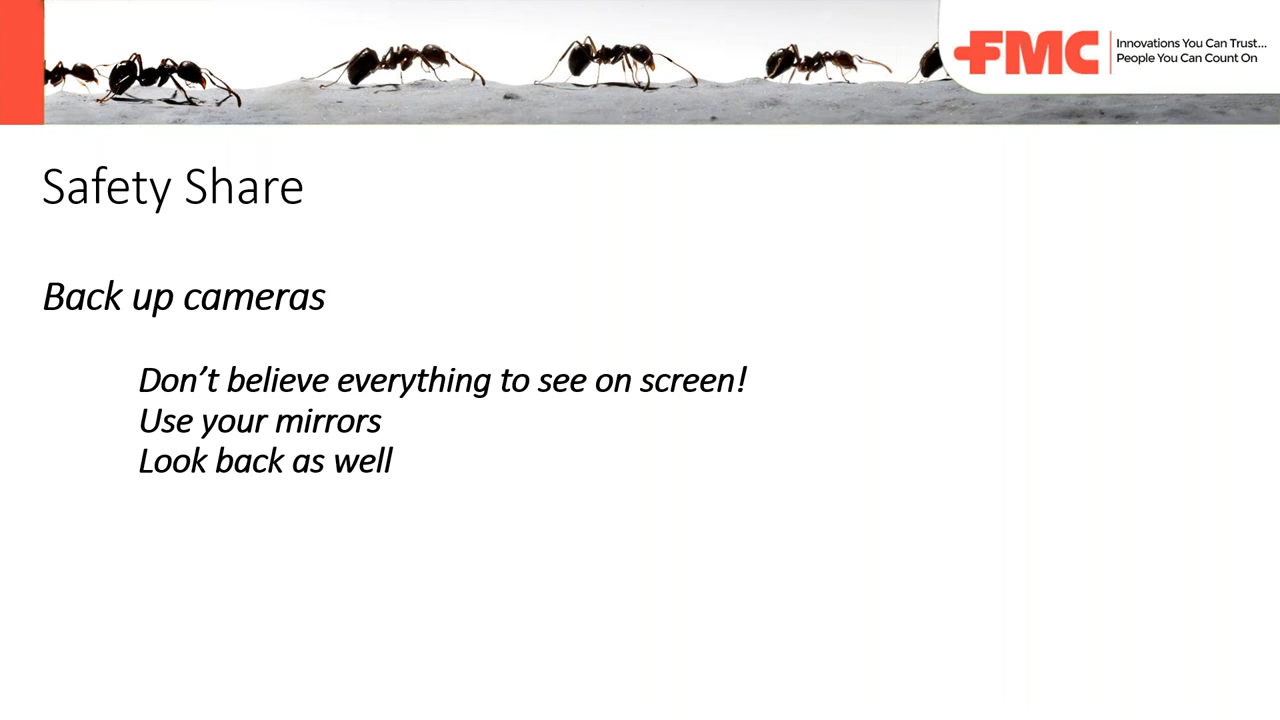 FMC
Innovations You Can Trust...
People You Can Count On
Safety Share
Back up cameras
Don’t believe everything to see on screen!
Use your mirrors
Look back as well